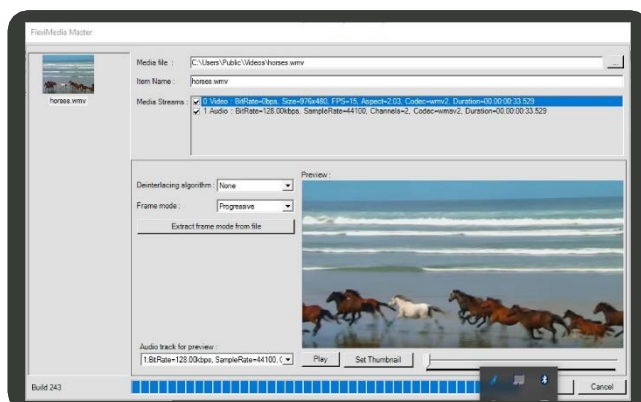 FlexiMedia Master
horses.wmv
Media file :
C:\Users\Public\Videos\horses.wmv
...
Item Name :
horses.wmv
Media Streams :
0 Video : BitRate=0bps, Size=976x480, FPS=15, Aspect=2.03, Codec=wmv2, Duration=00:00:00:33.529
1 Audio : BitRate=128.00kbps, SampleRate=44100, Channels=2, Codec=wmav2, Duration=00:00:00:33.529
Preview :
Deinterlacing algorithm : None
Frame mode : Progressive
Extract frame mode from file
Audio track for preview :
1:BitRate=128.00kbps, SampleRate=44100, C
Play
Set Thumbnail
Build 243
Cancel